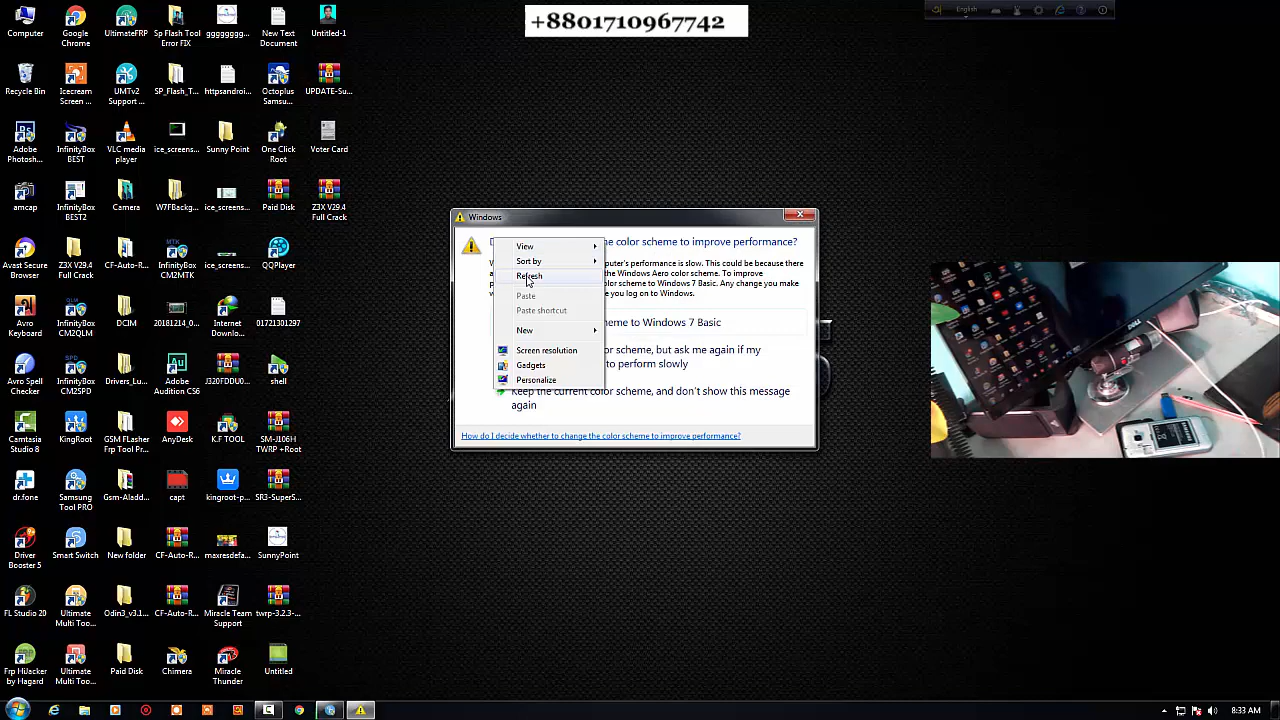 +8801710967742
English
Computer
Google Chrome
UltimateFRP
Sp Flash Tool Error FIX
gggggggg...
New Text Document
Untitled-1
Recycle Bin
Icecream Screen ...
UMTv2 Support ...
SP_Flash_T...
httpsandroi...
Octoplus Samsu...
UPDATE-Su...
Adobe Photosh...
InfinityBox BEST
VLC media player
ice_screens...
Sunny Point
One Click Root
Voter Card
amcap
InfinityBox BEST2
Camera
W7FBackg...
ice_screens...
Paid Disk
Z3X V29.4 Full Crack
Avast Secure Browser
Z3X V29.4 Full Crack
CF-Auto-R...
InfinityBox CM2MTK
ice_screens...
QQPlayer
Avro Keyboard
InfinityBox CM2QLM
DCIM
20181214_0...
Internet Downlo...
01721301297
Avro Spell Checker
InfinityBox CM2SPD
Drivers_Lu...
Adobe Audition CS6
J320FDDU0...
shell
Camtasia Studio 8
KingRoot
GSM FLasher Frp Tool Pr...
AnyDesk
K.F TOOL
SM-J106H TWRP +Root
dr.fone
Samsung Tool PRO
Gsm-Aladd...
capt
kingroot-p...
SR3-SuperS...
Driver Booster 5
Smart Switch
New folder
CF-Auto-R...
maxresdefa...
SunnyPoint
FL Studio 20
Ultimate Multi Too...
Odin3_v3.1...
CF-Auto-R...
Miracle Team Support
twrp-3.2.3-...
Frp Hijacker by Hagard
Ultimate Multi Too...
Paid Disk
Chimera
Miracle Thunder
Untitled
Windows
the color scheme to improve performance?
computer's performance is slow. This could be because there
the Windows Aero color scheme. To improve
color scheme to Windows 7 Basic. Any change you make
you log on to Windows.
scheme to Windows 7 Basic
scheme, but ask me again if my
to perform slowly
Keep the current color scheme, and don't show this message
again
How do I decide whether to change the color scheme to improve performance?
View
Sort by
Refresh
Paste
Paste shortcut
New
Screen resolution
Gadgets
Personalize
DELL
8:33 AM